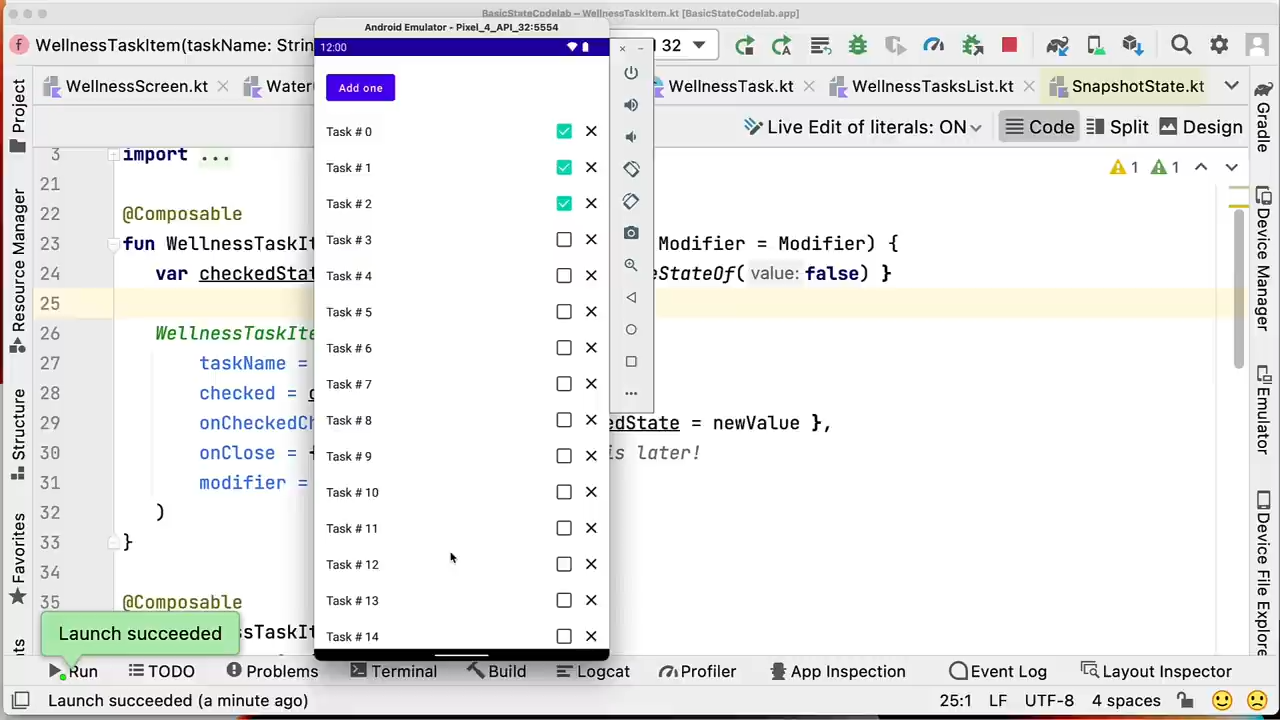 BasicStateCodelab – WellnessTaskItem.kt [BasicStateCodelab.app]
Android Emulator - Pixel_4_API_32:5554
WellnessTaskItem(taskName: Strin
32
12:00
WellnessScreen.kt
Water
WellnessTask.kt
WellnessTasksList.kt
SnapshotState.kt
Add one
Live Edit of literals: ON
Code
Split
Design
Project
Resource Manager
Structure
Favorites
Gradle
Device Manager
Emulator
Device File Explorer
Task # 0
Task # 1
Task # 2
Task # 3
Task # 4
Task # 5
Task # 6
Task # 7
Task # 8
Task # 9
Task # 10
Task # 11
Task # 12
Task # 13
Task # 14
1 1
3 import ...
21
22 @Composable
23 fun WellnessTaskIt Modifier = Modifier) {
24 var checkedStat eStateOf( value: false) }
25
26 WellnessTaskIte
27 taskName =
28 checked =
29 onCheckedCh edState = newValue },
30 onClose = is later!
31 modifier =
32 )
33 }
34
35 @Composable
Launch succeeded
Run
TODO
Problems
Terminal
Build
Logcat
Profiler
App Inspection
Event Log
Layout Inspector
Launch succeeded (a minute ago)
25:1 LF UTF-8 4 spaces